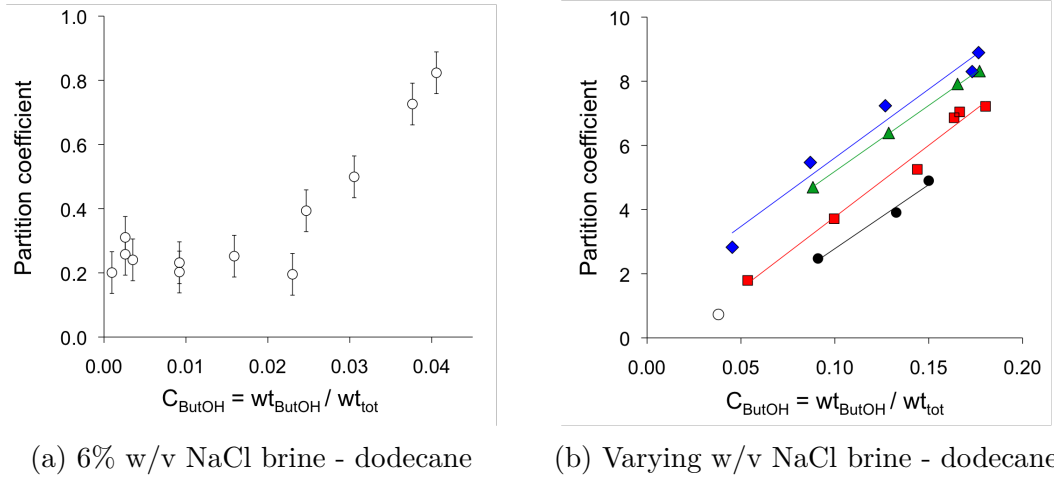 1.0
0.8
0.6
0.4
0.2
0.0
Partition coefficient
0.00 0.01 0.02 0.03 0.04
C_ButOH = wt_ButOH / wt_tot
(a) 6% w/v NaCl brine - dodecane
10
8
6
4
2
0
Partition coefficient
0.00 0.05 0.10 0.15 0.20
C_ButOH = wt_ButOH / wt_tot
(b) Varying w/v NaCl brine - dodecane